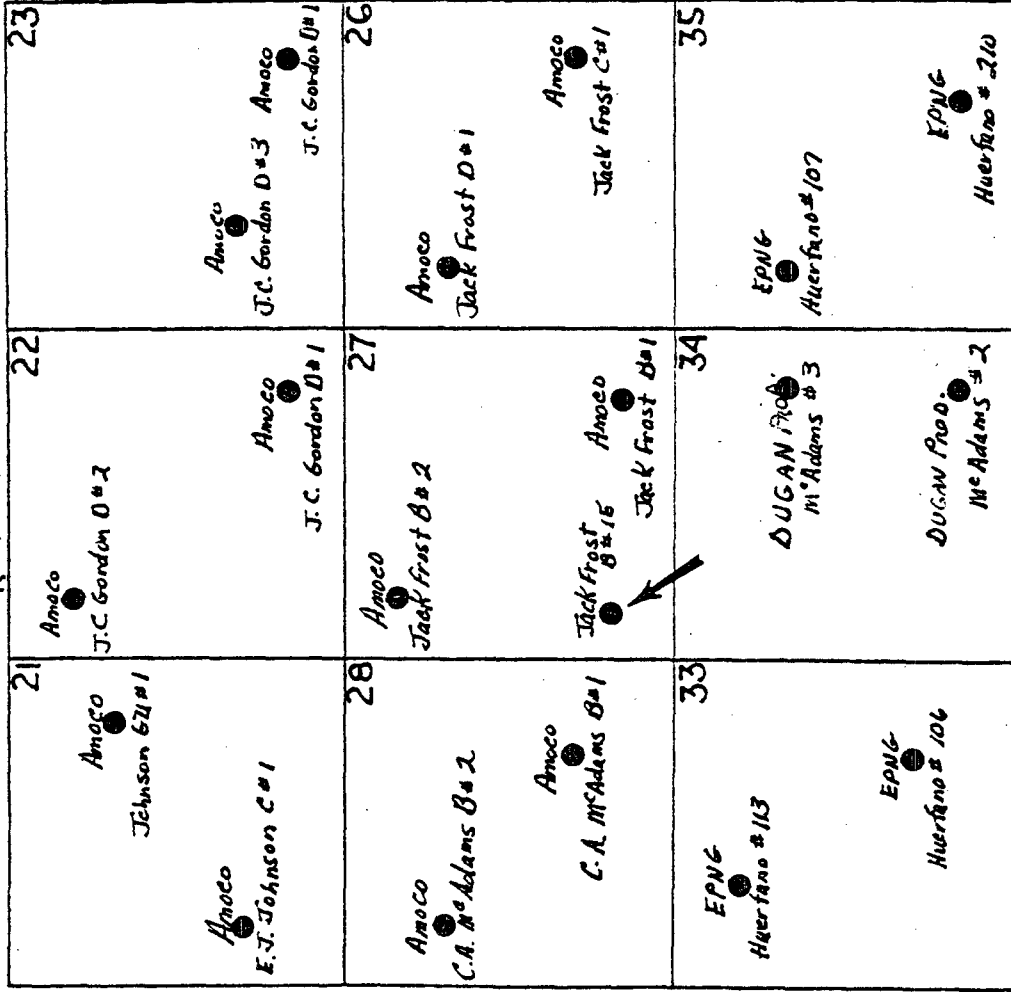 21
Amoco
Johnson GU #1
Amoco
E.J. Johnson C #1
22
Amoco
J.C. Gordon D #2
Amoco
J.C. Gordon D #1
23
Amoco
J.C. Gordon D #3
Amoco
J.C. Gordon D #1
28
Amoco
C.A. McAdams B #2
Amoco
C.A. McAdams B #1
27
Amoco
Jack Frost B #2
Jack Frost
B #1E
Amoco
Jack Frost B #1
26
Amoco
Jack Frost D #1
Amoco
Jack Frost C #1
33
EPNG
Huerfano #113
EPNG
Huerfano # 106
34
DUGAN PROD.
McAdams # 3
DUGAN PROD.
McAdams # 2
35
EPNG
Huerfano #107
EPNG
Huerfano # 210